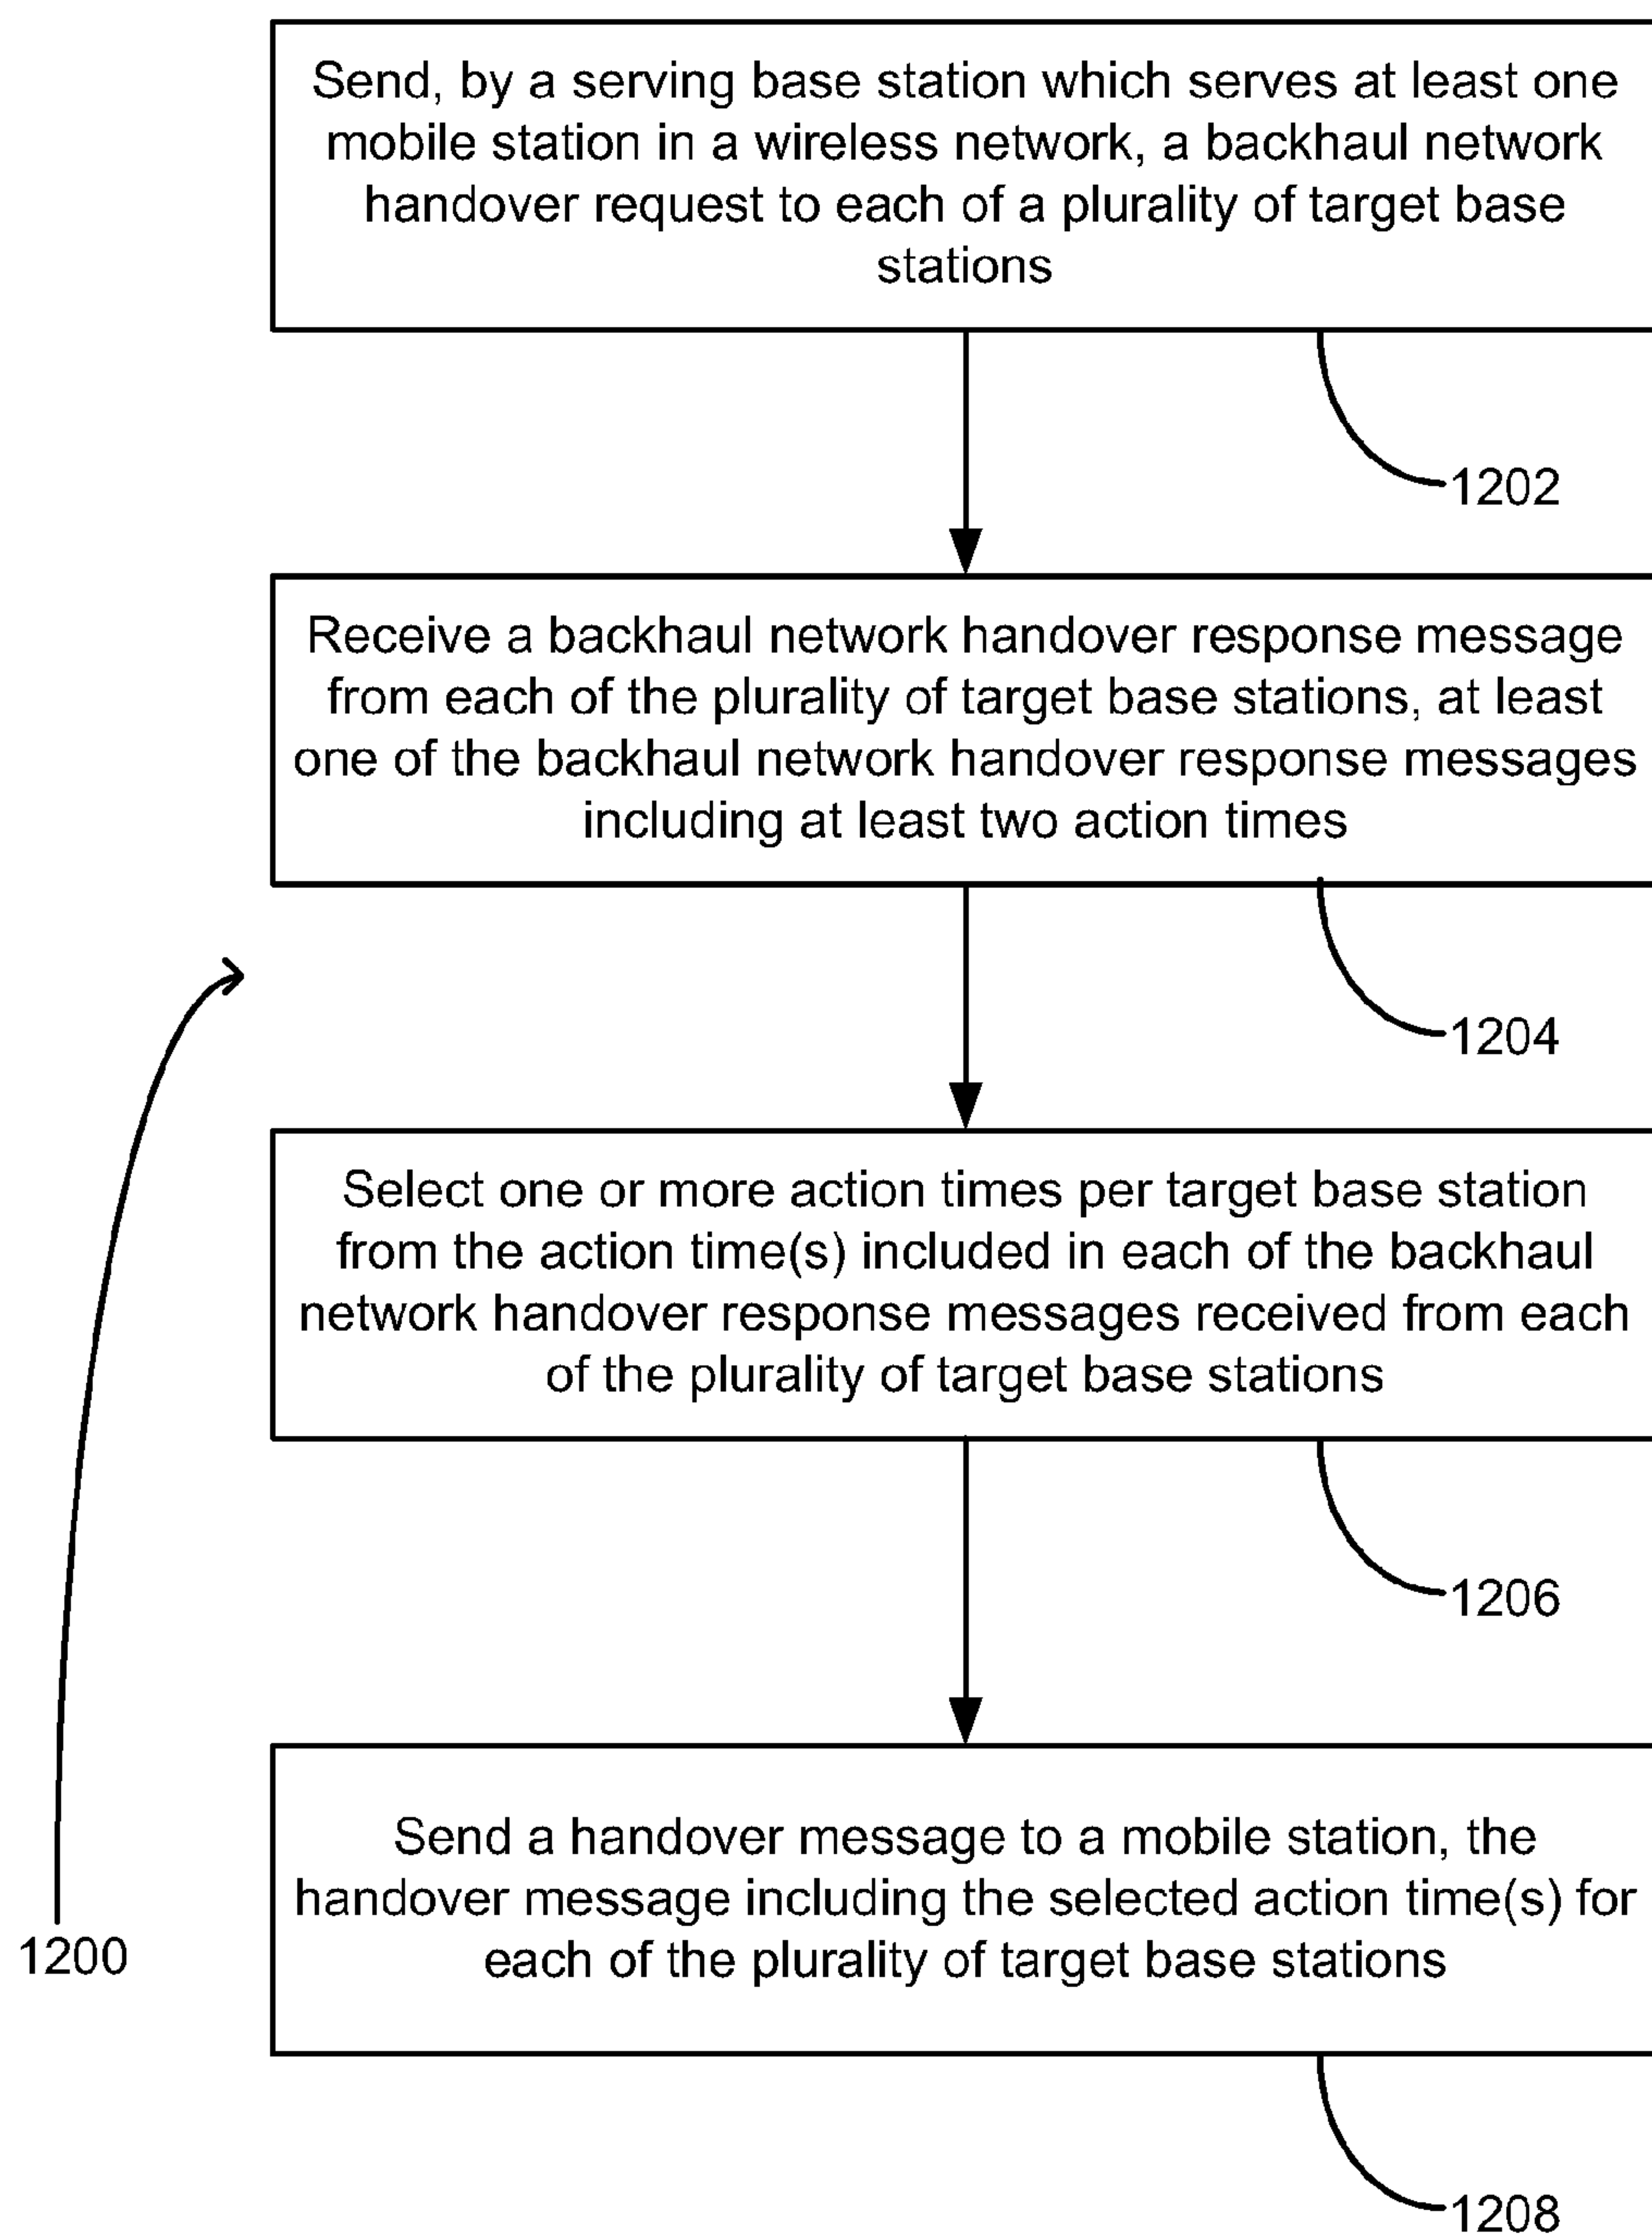 Send, by a serving base station which serves at least one
mobile station in a wireless network, a backhaul network
handover request to each of a plurality of target base
stations
1202
Receive a backhaul network handover response message
from each of the plurality of target base stations, at least
one of the backhaul network handover response messages
including at least two action times
1204
Select one or more action times per target base station
from the action time(s) included in each of the backhaul
network handover response messages received from each
of the plurality of target base stations
1206
Send a handover message to a mobile station, the
handover message including the selected action time(s) for
each of the plurality of target base stations
1200
1208